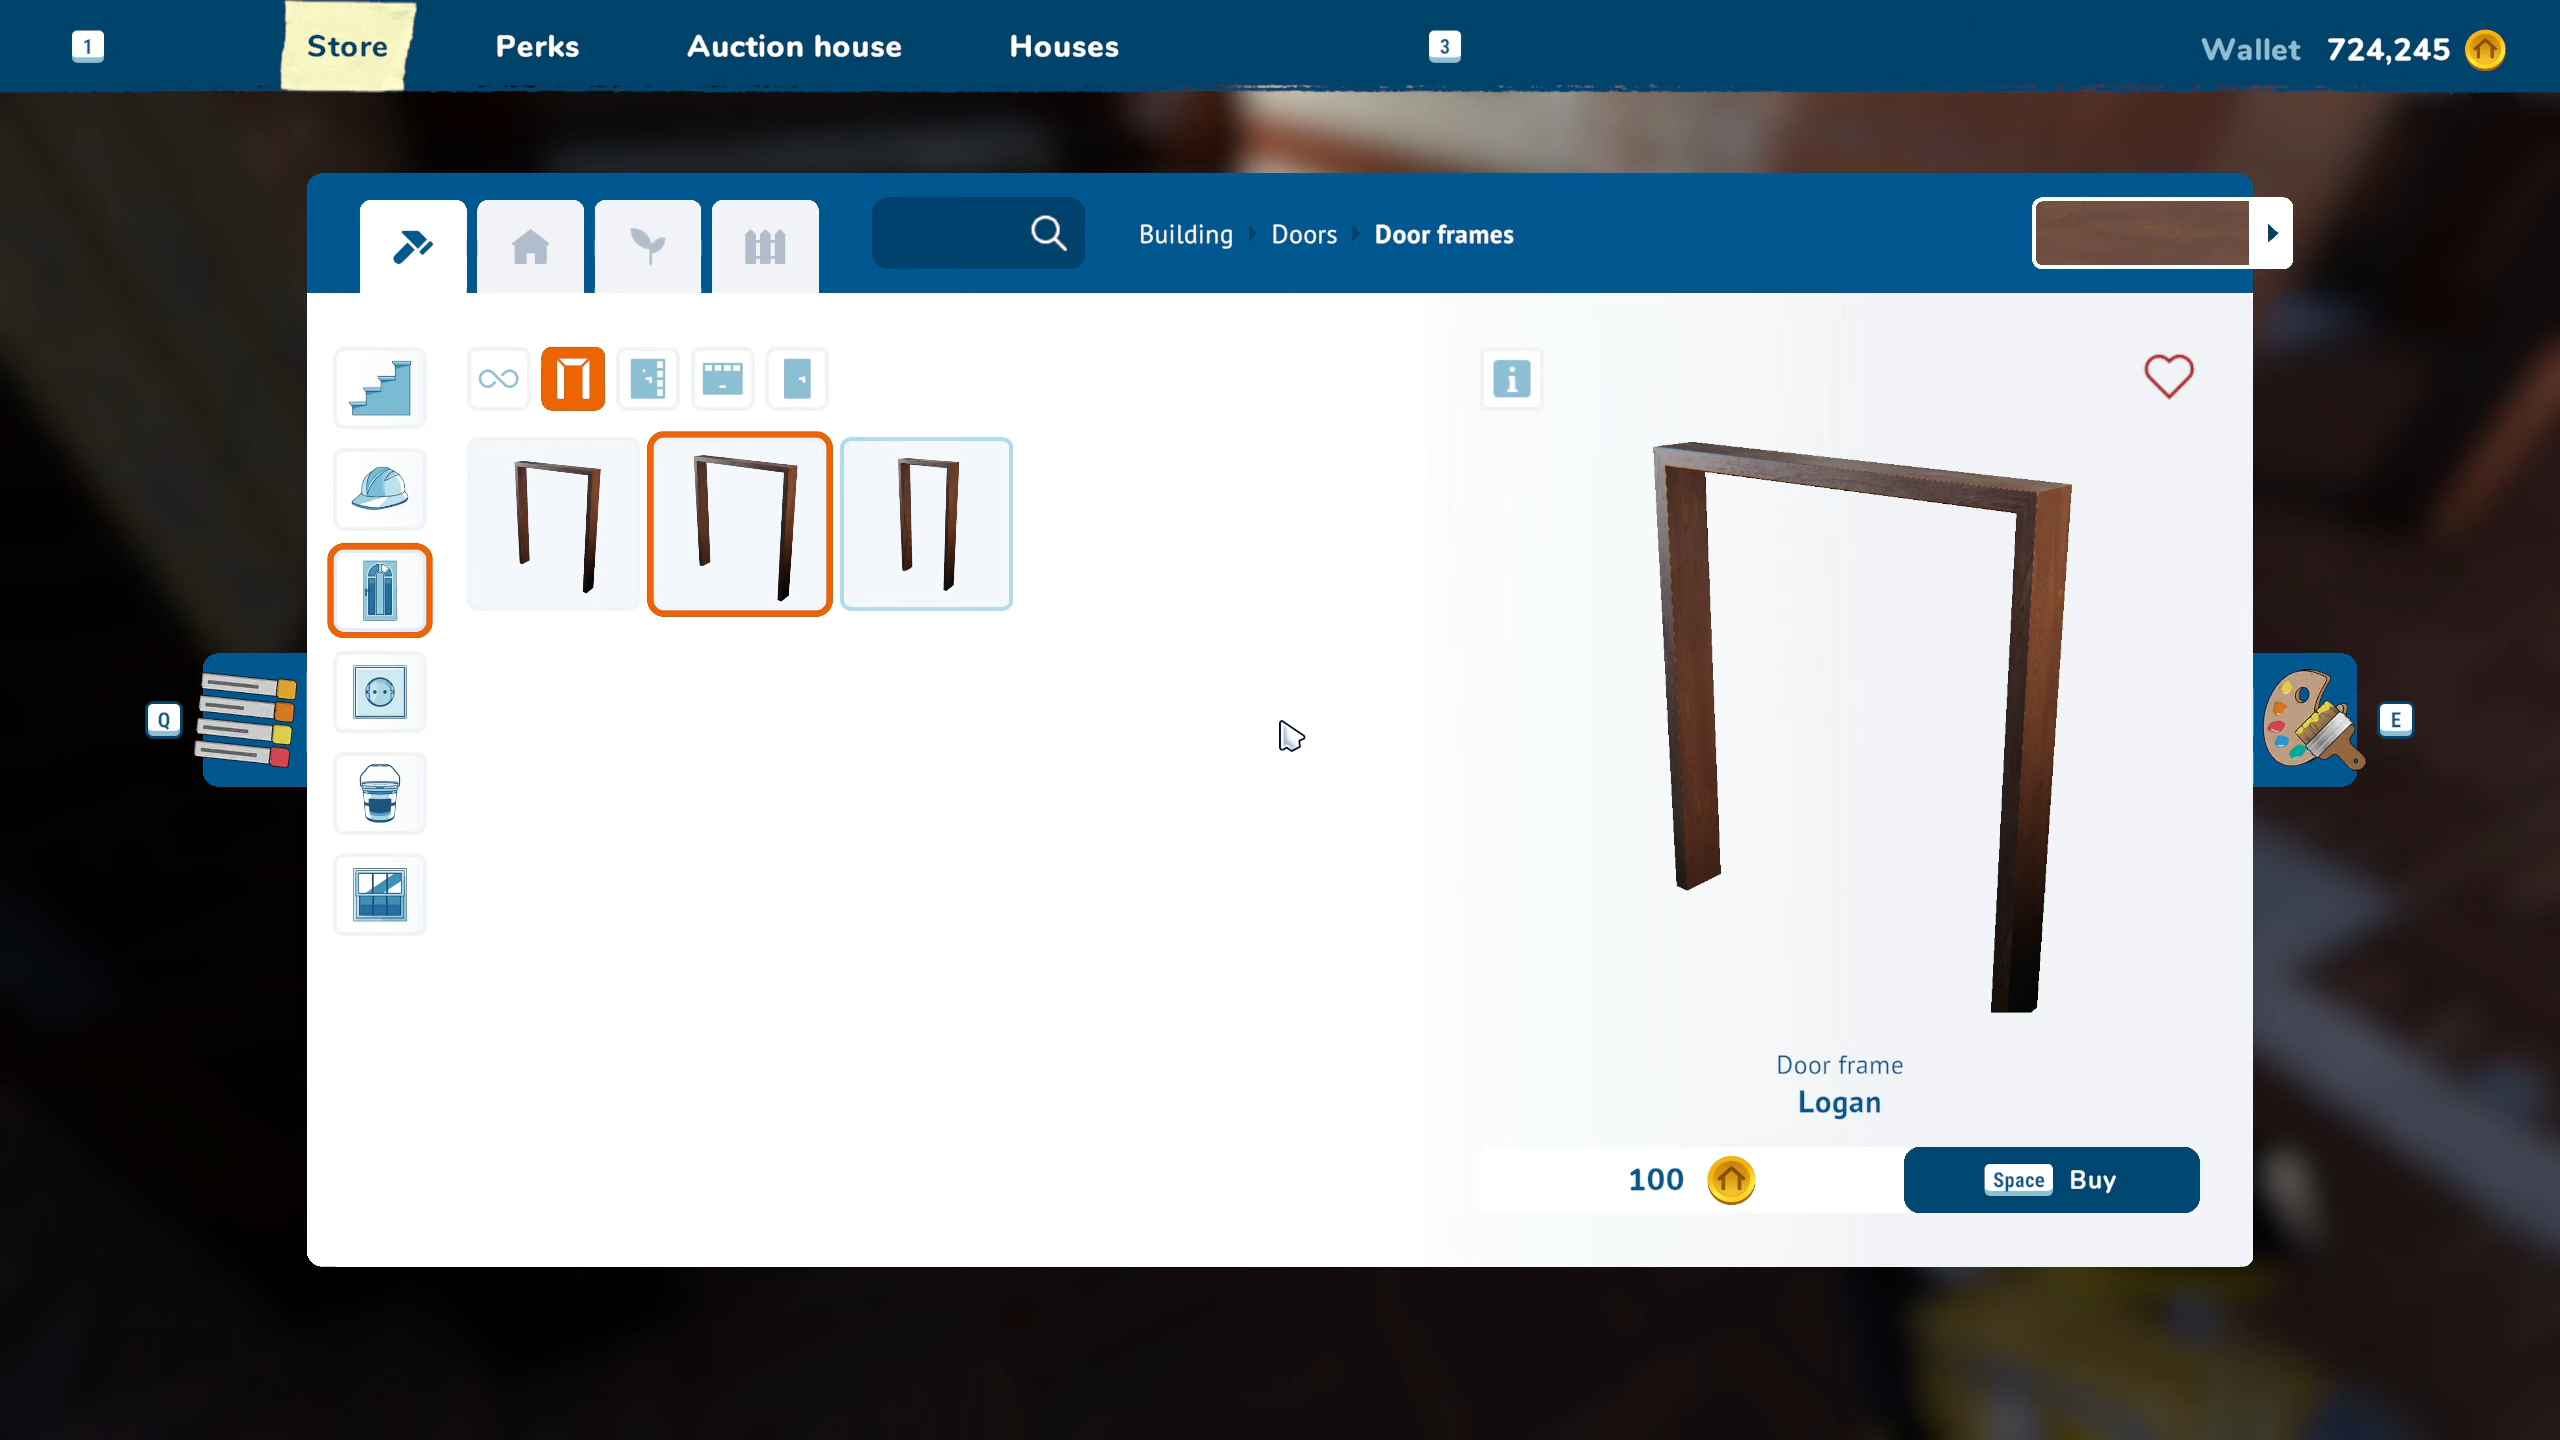 1
Store
Perks
Auction house
Houses
3
Wallet 724,245
Building
Doors
Door frames
i
Q
E
Door frame
Logan
100
Space Buy